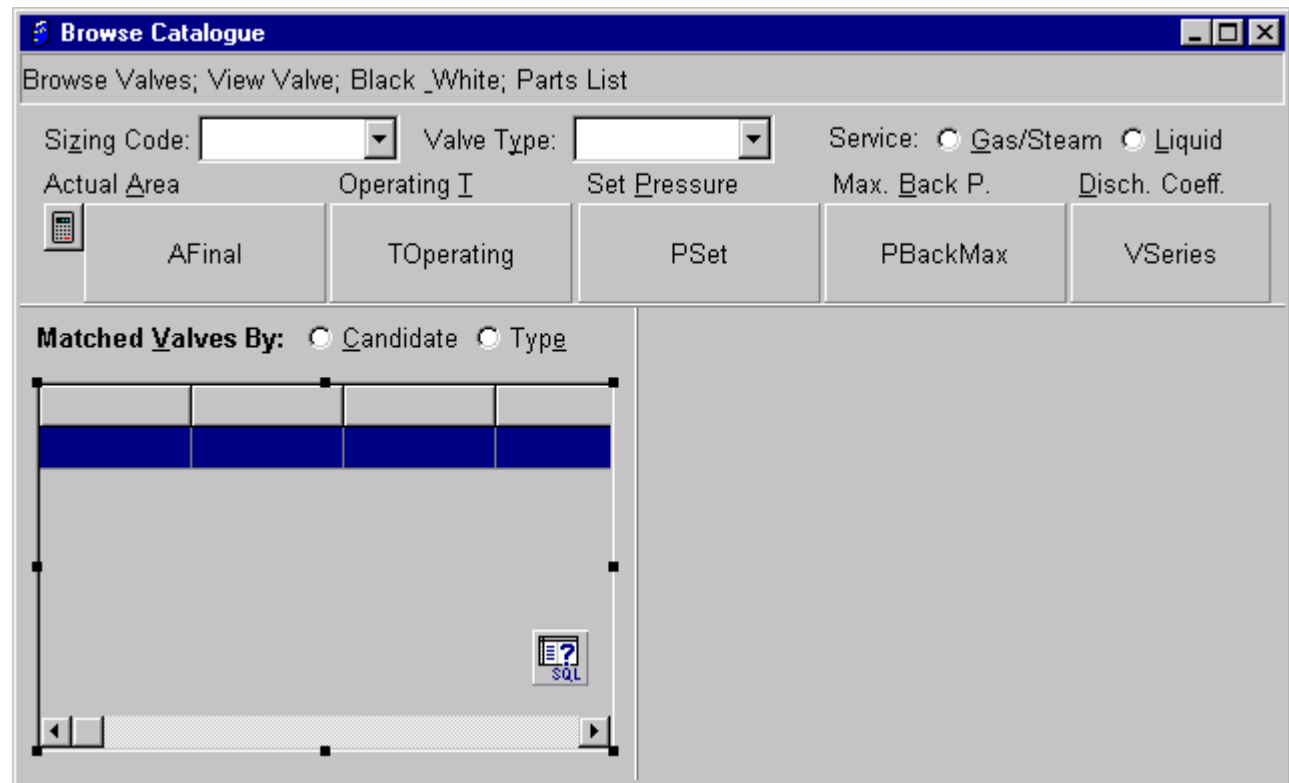 Browse Catalogue
Browse Valves; View Valve; Black _White; Parts List
Sizing Code: Valve Type: Service: Gas/Steam Liquid
Actual Area Operating T Set Pressure Max. Back P. Disch. Coeff.
AFinal TOperating PSet PBackMax VSeries
Matched Valves By: Candidate Type
?
SQL